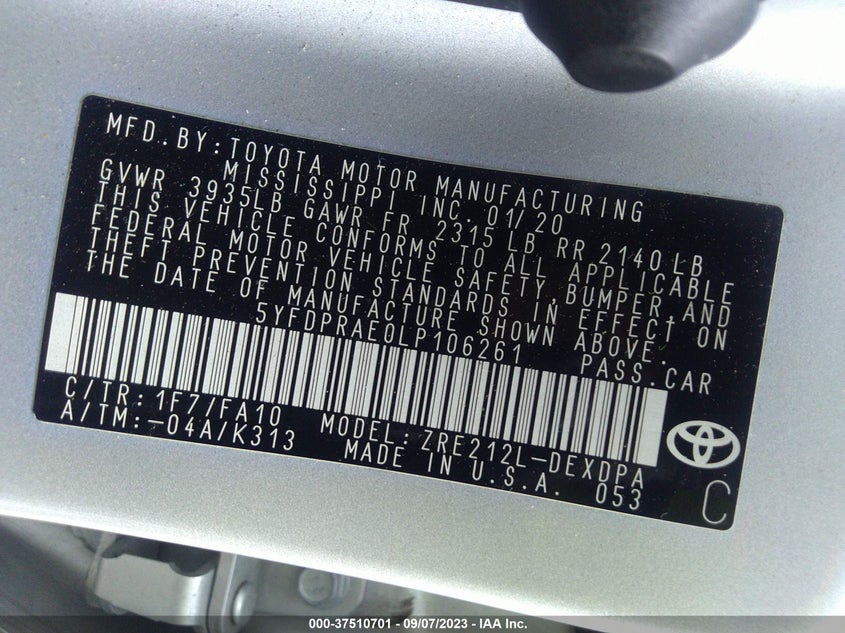 MFD.BY: TOYOTA MOTOR MANUFACTURING
MISSISSIPPI INC. 01/20
GVWR 3935LB GAWR FR 2315 LB RR 2140 LB
THIS VEHICLE CONFORMS TO ALL APPLICABLE
FEDERAL MOTOR VEHICLE SAFETY, BUMPER, AND
THEFT PREVENTION STANDARDS IN EFFECT ON
THE DATE OF MANUFACTURE SHOWN ABOVE.
5YFDPRAE0LP106261 PASS.CAR
C/TR: 1F7/FA10 MODEL: ZRE212L-DEXDPA
A/TM:-04A/K313 MADE IN U.S.A. 053
C
000-37510701 - 09/07/2023 - IAA Inc.